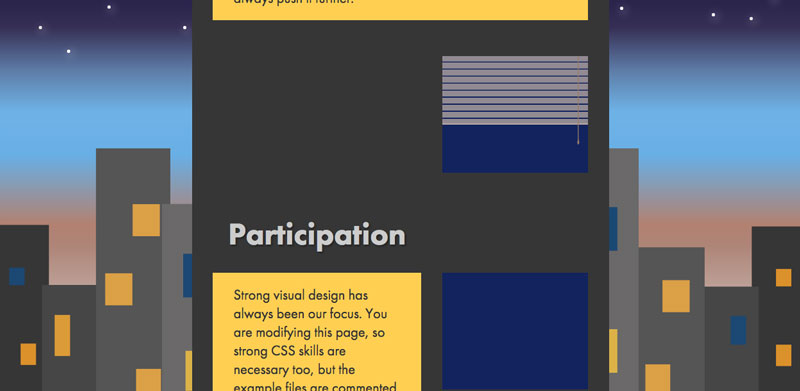 always push it further.
Participation
Strong visual design has
always been our focus. You
are modifying this page, so
strong CSS skills are
necessary too, but the
example files are commented